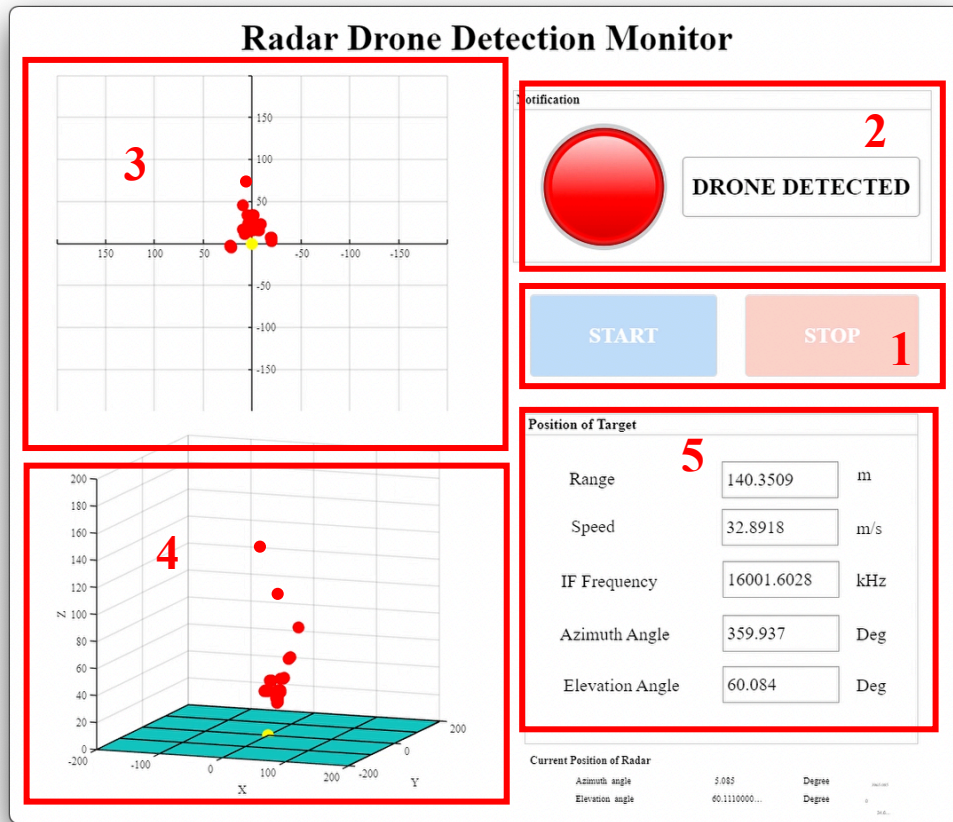 Radar Drone Detection Monitor
3
150
100
50
150 100 50 -50 -100 -150
-50
-100
-150
Notification
2
DRONE DETECTED
START
STOP
1
4
200
180
160
140
120
100
80
60
40
20
0
Z
-200 -100 0 100 200
X
-200 0 200
Y
Position of Target
5
Range 140.3509 m
Speed 32.8918 m/s
IF Frequency 16001.6028 kHz
Azimuth Angle 359.937 Deg
Elevation Angle 60.084 Deg
Current Position of Radar
Azimuth angle 5.085 Degree
Elevation angle 60.1110000... Degree